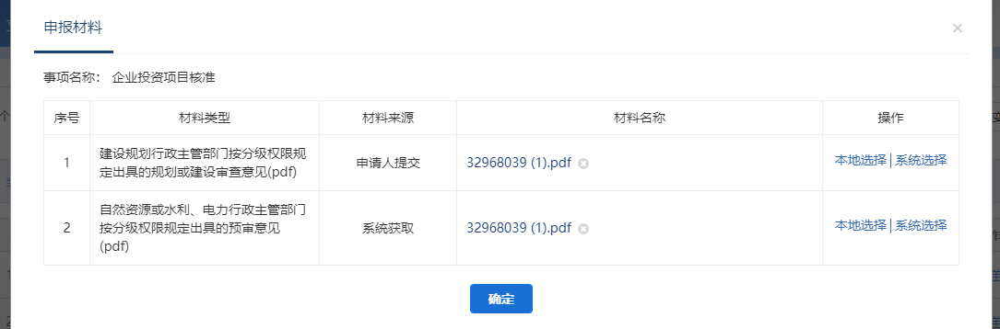 申报材料
×
事项名称： 企业投资项目核准
序号 材料类型 材料来源 材料名称 操作
1 建设规划行政主管部门按分级权限规
定出具的规划或建设审查意见(pdf) 申请人提交 32968039 (1).pdf 本地选择 | 系统选择
2 自然资源或水利、电力行政主管部门
按分级权限规定出具的预审意见
(pdf) 系统获取 32968039 (1).pdf 本地选择 | 系统选择
确定